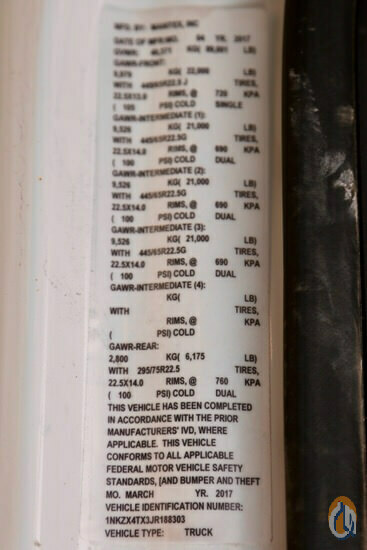 MFG. BY: MANITEX, INC
DATE OF MFR:MO. 04 YR. 2017
GVWR: KG( LB)
GAWR-FRONT:
9,979 KG( 22,000 LB)
WITH TIRES,
22.5X13.0 RIMS, @ 720 KPA
( 105 PSI) COLD SINGLE
GAWR-INTERMEDIATE (1):
9,526 KG( 21,000 LB)
WITH 445/65R22.5G TIRES,
22.5X14.0 RIMS, @ 690 KPA
( 100 PSI) COLD DUAL
GAWR-INTERMEDIATE (2):
9,526 KG( 21,000 LB)
WITH 445/65R22.5G TIRES,
22.5X14.0 RIMS, @ 690 KPA
( 100 PSI) COLD DUAL
GAWR-INTERMEDIATE (3):
9,526 KG( 21,000 LB)
WITH 445/65R22.5G TIRES,
22.5X14.0 RIMS, @ 690 KPA
( 100 PSI) COLD DUAL
GAWR-INTERMEDIATE (4):
KG( LB)
WITH TIRES,
RIMS, @ KPA
( PSI) COLD
GAWR-REAR:
2,800 KG( 6,175 LB)
WITH 295/75R22.5 TIRES,
22.5X14.0 RIMS, @ 760 KPA
( 100 PSI) COLD DUAL
THIS VEHICLE HAS BEEN COMPLETED
IN ACCORDANCE WITH THE PRIOR
MANUFACTURERS' IVD, WHERE
APPLICABLE. THIS VEHICLE
CONFORMS TO ALL APPLICABLE
FEDERAL MOTOR VEHICLE SAFETY
STANDARDS, [AND BUMPER AND THEFT
MO. MARCH YR. 2017
VEHICLE IDENTIFICATION NUMBER:
1NKZX4TX3JR188303
VEHICLE TYPE: TRUCK